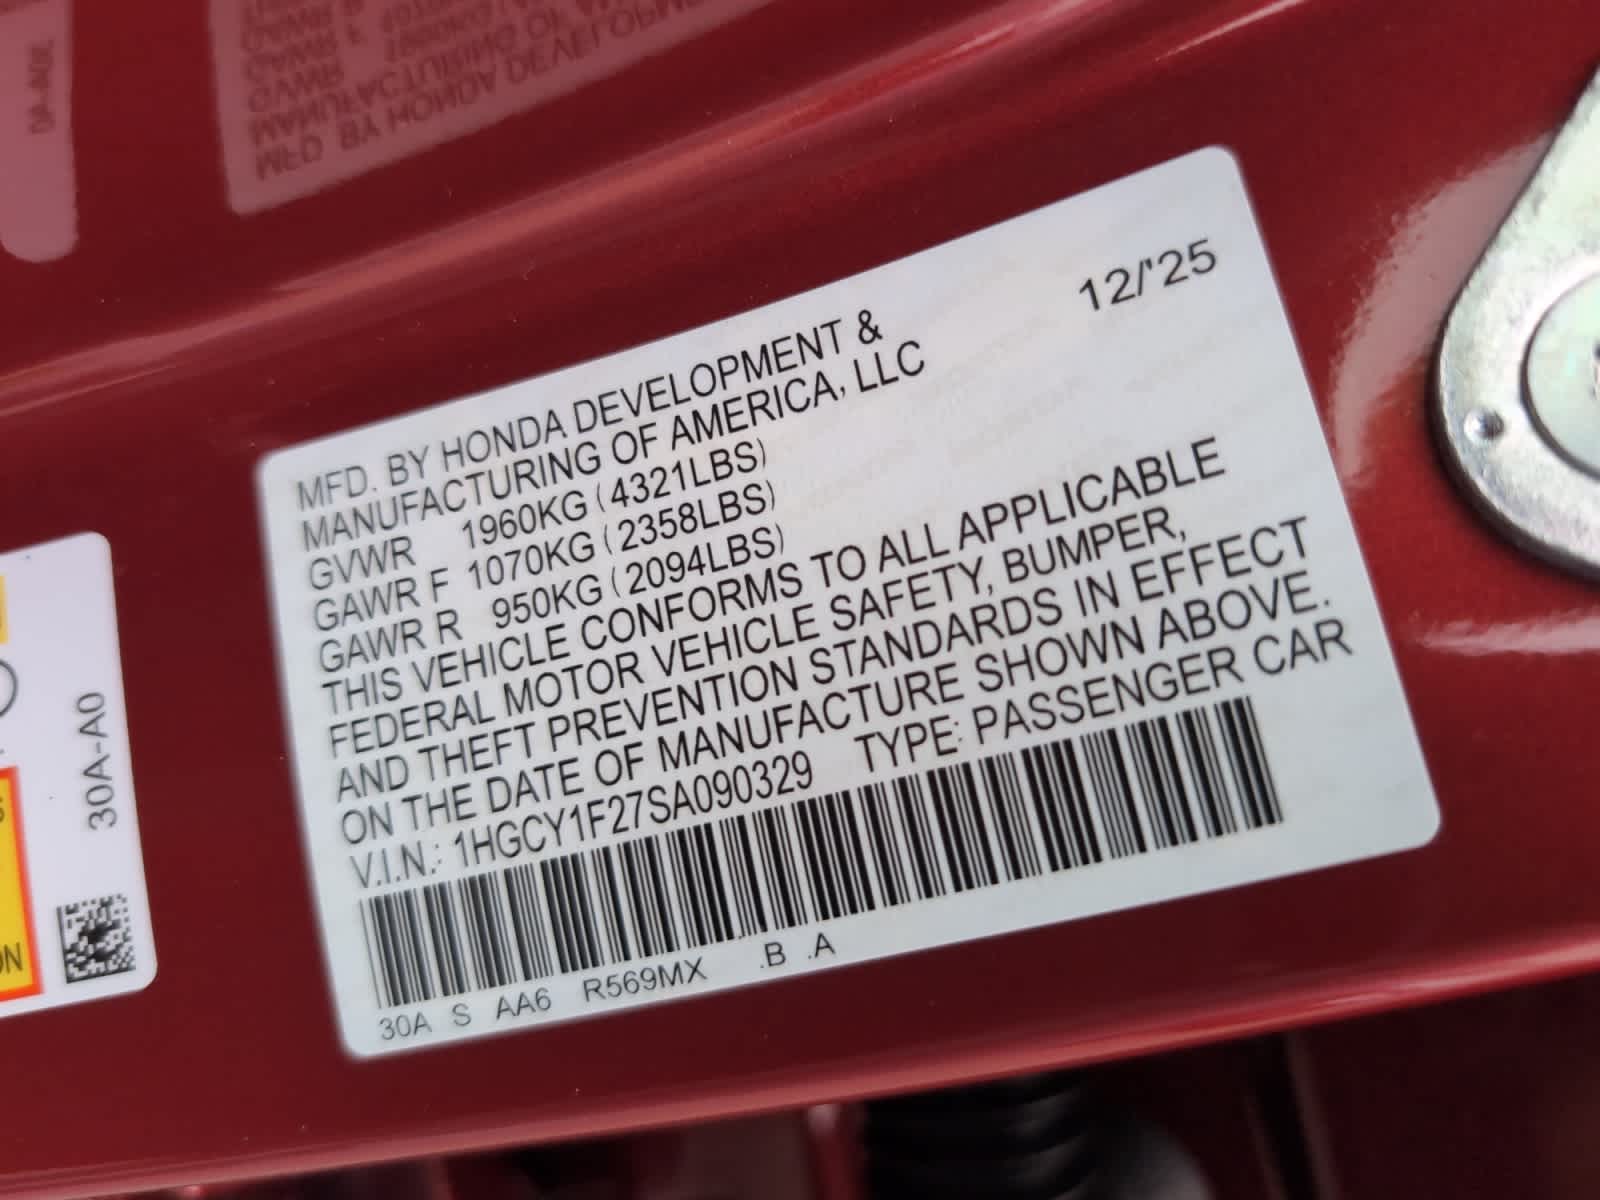 12/'25
MFD. BY HONDA DEVELOPMENT &
MANUFACTURING OF AMERICA, LLC
GVWR 1960KG (4321LBS)
GAWR F 1070KG (2358LBS)
GAWR R 950KG (2094LBS)
THIS VEHICLE CONFORMS TO ALL APPLICABLE
FEDERAL MOTOR VEHICLE SAFETY, BUMPER,
AND THEFT PREVENTION STANDARDS IN EFFECT
ON THE DATE OF MANUFACTURE SHOWN ABOVE.
V.I.N.: 1HGCY1F27SA090329 TYPE: PASSENGER CAR
30A S AA6 R569MX .B .A
30A-A0